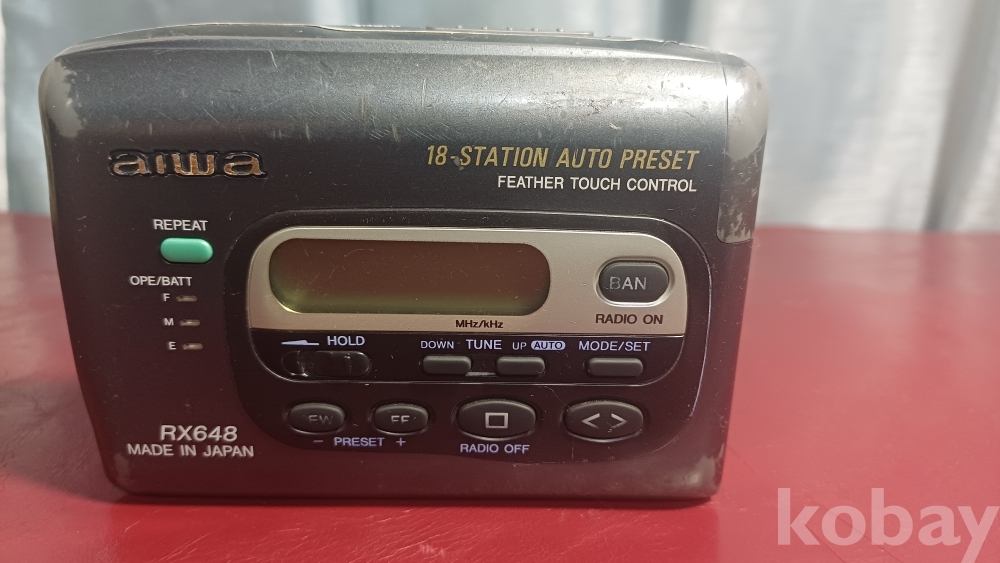 aiwa
18-STATION AUTO PRESET
FEATHER TOUCH CONTROL
REPEAT
OPE/BATT
F
M
E
BAN
RADIO ON
MHz/kHz
HOLD
DOWN TUNE UP AUTO
MODE/SET
EW
FF
- PRESET +
RADIO OFF
< >
RX648
MADE IN JAPAN
kobay